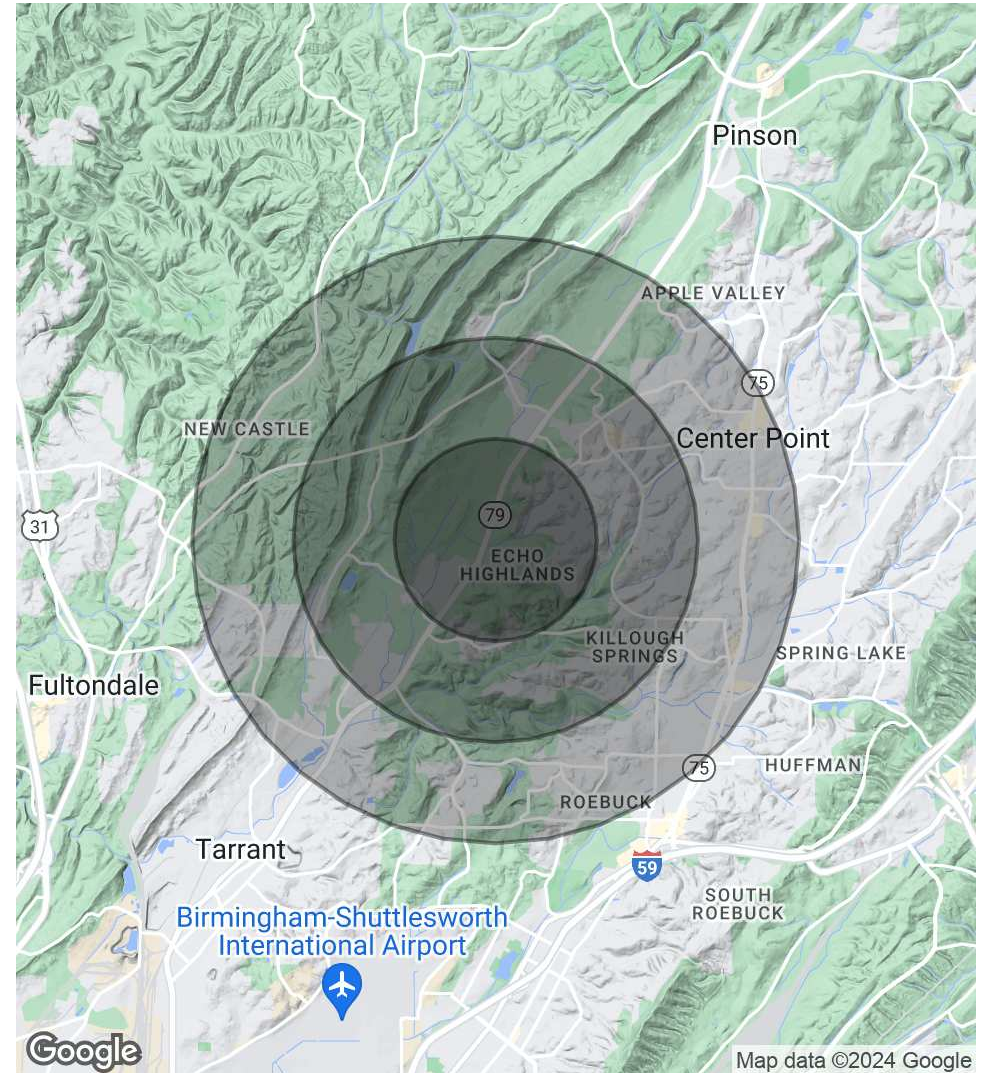 Pinson
APPLE VALLEY
75
NEW CASTLE
Center Point
79
31
ECHO
HIGHLANDS
KILLOUGH
SPRINGS
SPRING LAKE
Fultondale
75
HUFFMAN
ROEBUCK
Tarrant
59
SOUTH
ROEBUCK
Birmingham-Shuttlesworth
International Airport
Google
Map data ©2024 Google